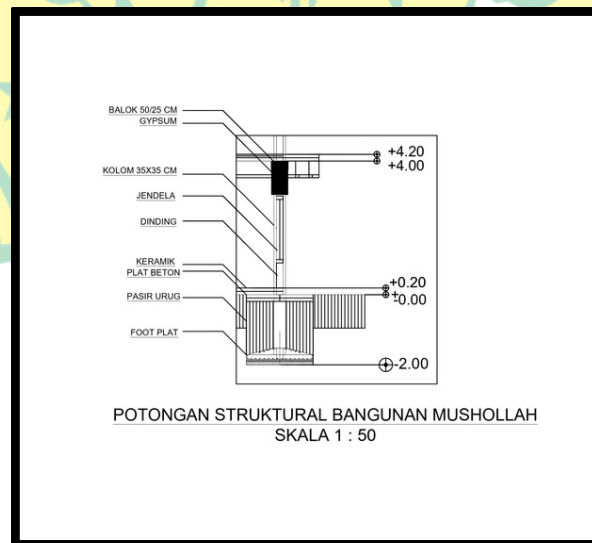 BALOK 50/25 CM
GYPSUM
KOLOM 35X35 CM
JENDELA
DINDING
KERAMIK
PLAT BETON
PASIR URUG
FOOT PLAT
+4.20
+4.00
+0.20
-0.00
-2.00
POTONGAN STRUKTURAL BANGUNAN MUSHOLLAH
SKALA 1 : 50